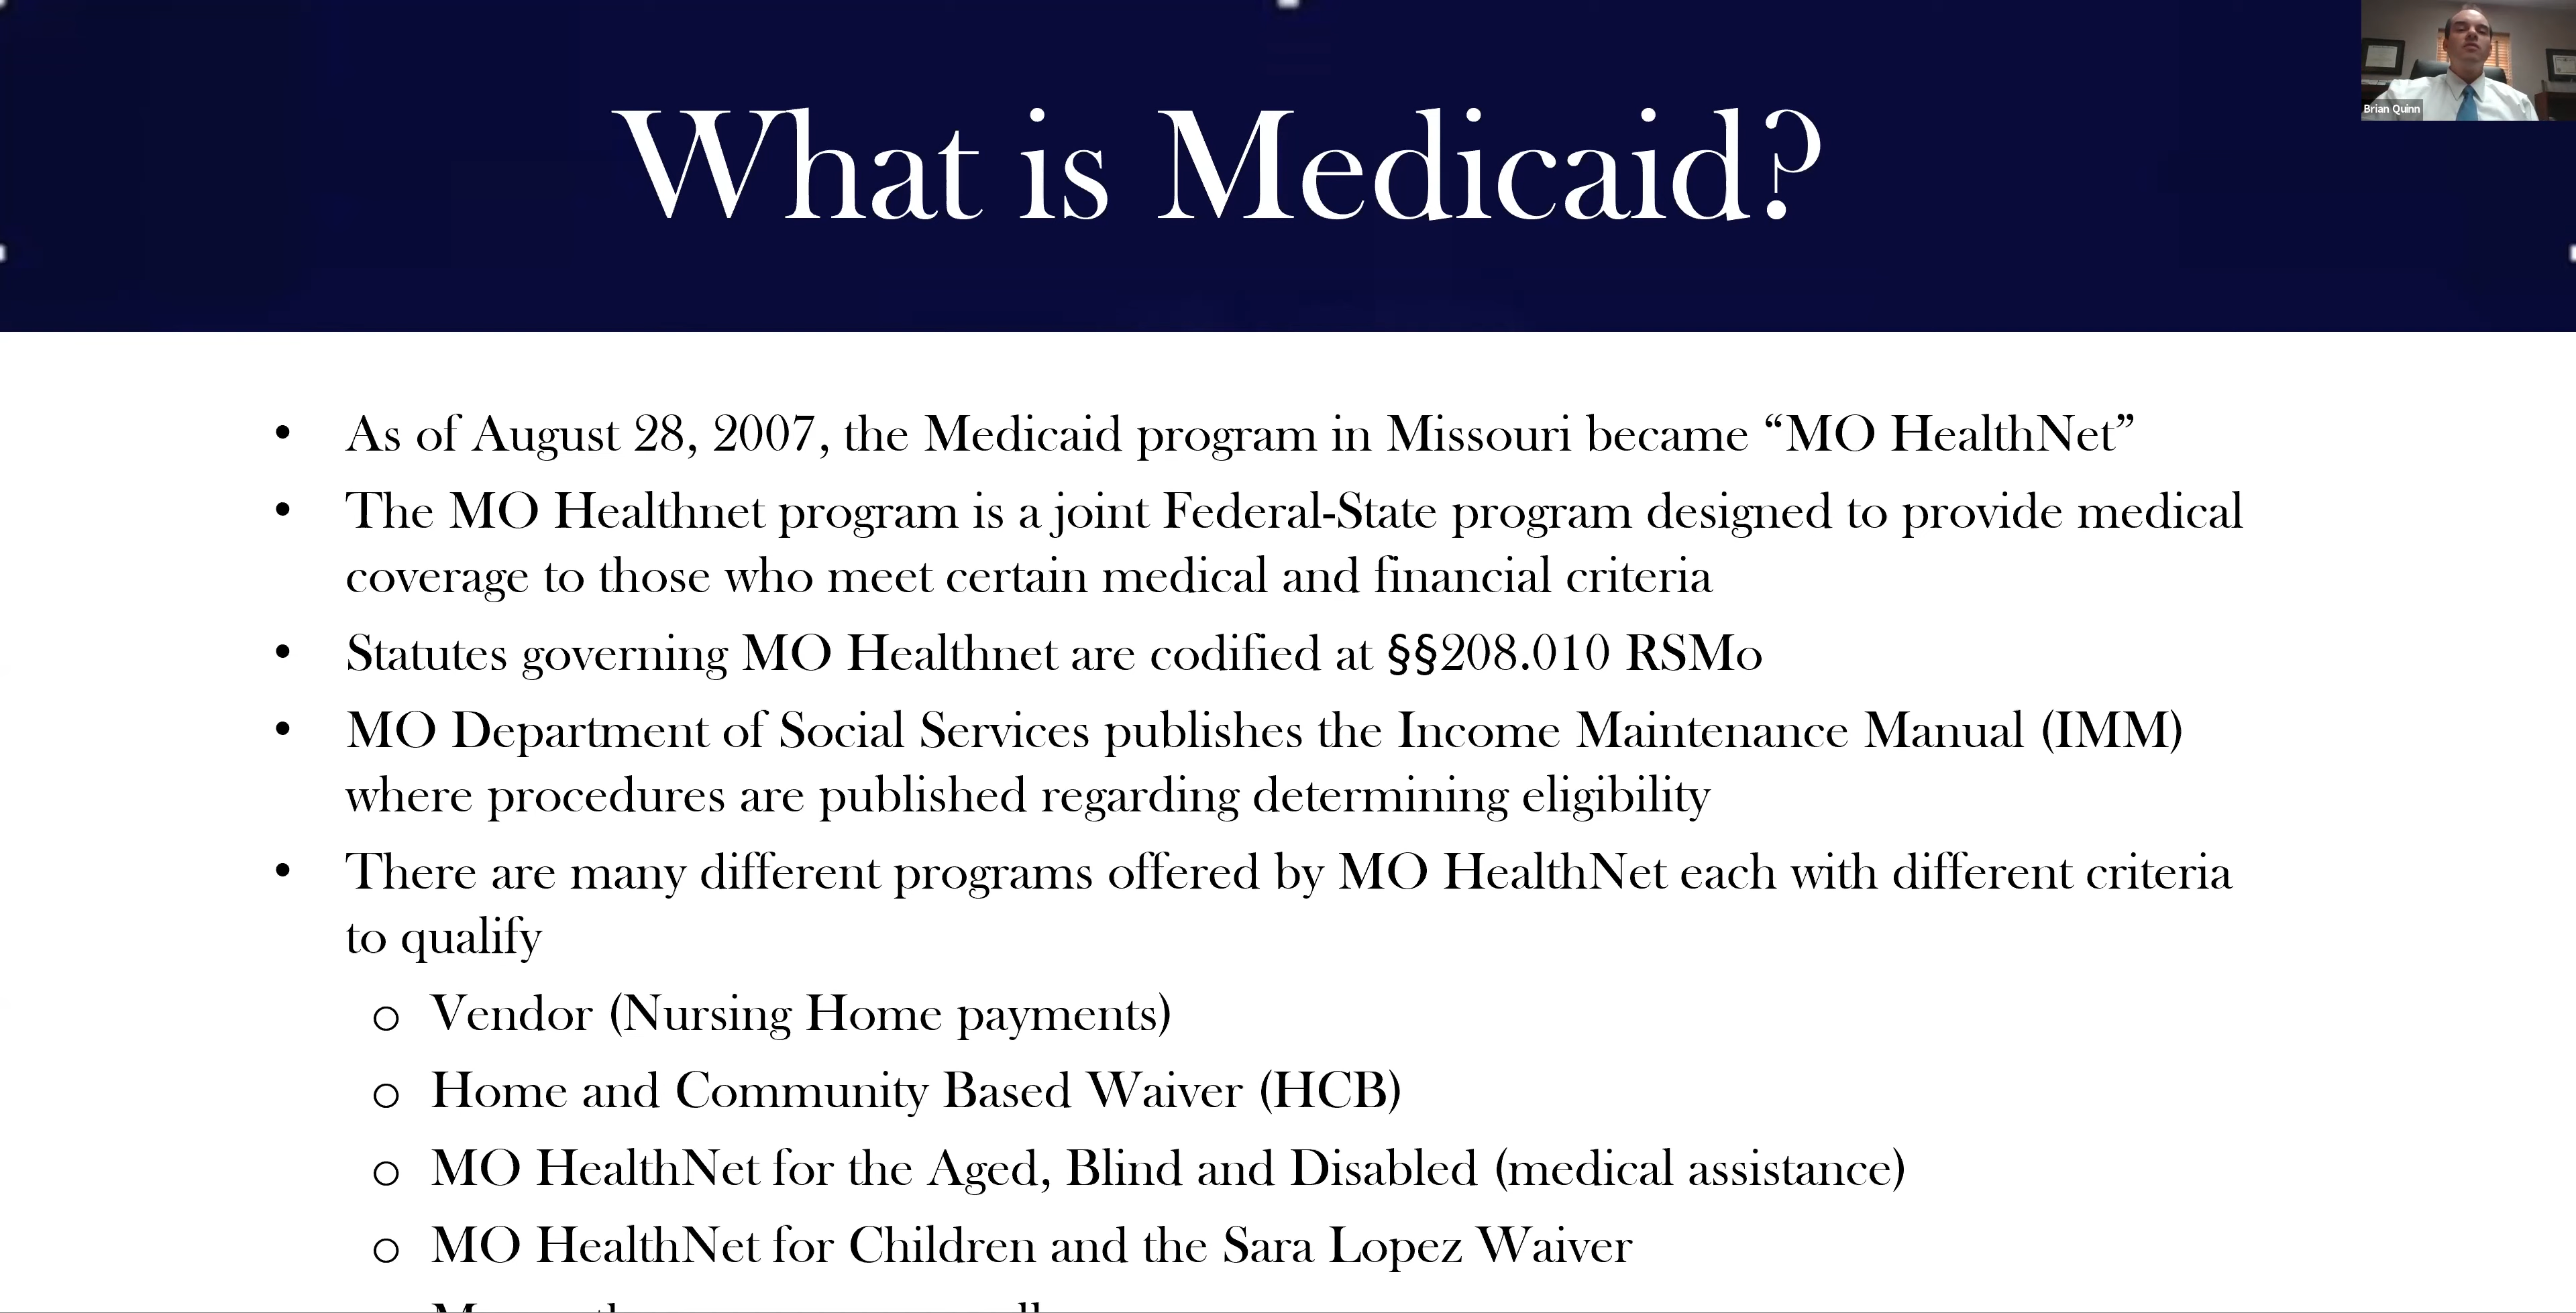 What is Medicaid?
Brian Quinn
• As of August 28, 2007, the Medicaid program in Missouri became “MO HealthNet”
• The MO Healthnet program is a joint Federal-State program designed to provide medical
coverage to those who meet certain medical and financial criteria
• Statutes governing MO Healthnet are codified at §§208.010 RSMo
• MO Department of Social Services publishes the Income Maintenance Manual (IMM)
where procedures are published regarding determining eligibility
• There are many different programs offered by MO HealthNet each with different criteria
to qualify
o Vendor (Nursing Home payments)
o Home and Community Based Waiver (HCB)
o MO HealthNet for the Aged, Blind and Disabled (medical assistance)
o MO HealthNet for Children and the Sara Lopez Waiver